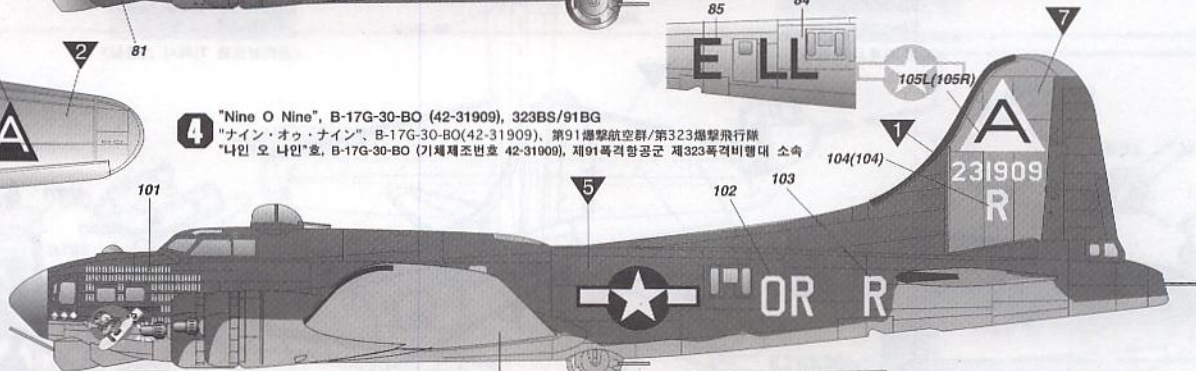 81
2
A
85
84
E LL
7
105L(105R)
A
1
104(104)
231909
R
4
"Nine O Nine", B-17G-30-BO (42-31909), 323BS/91BG
"ナイン・オゥ・ナイン"、B-17G-30-BO(42-31909)、第91爆撃航空群/第323爆撃飛行隊
"나인 오 나인"호, B-17G-30-BO (기체제조번호 42-31909), 제91폭격항공군 제323폭격비행대 소속
101
5
102
103
OR R